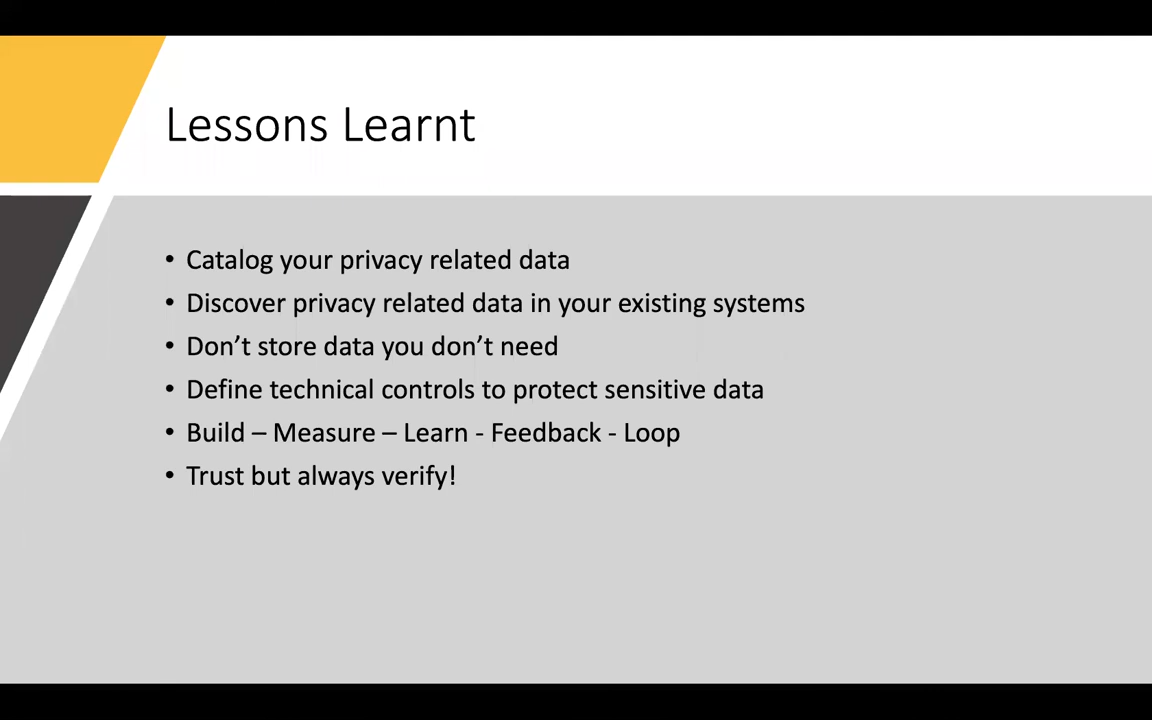 Lessons Learnt
• Catalog your privacy related data
• Discover privacy related data in your existing systems
• Don’t store data you don’t need
• Define technical controls to protect sensitive data
• Build – Measure – Learn - Feedback - Loop
• Trust but always verify!